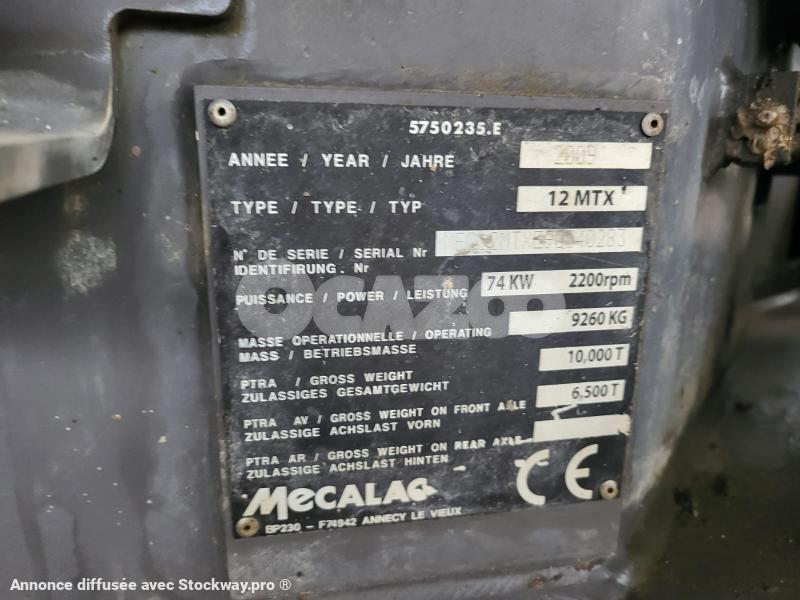 5750235.E
ANNEE / YEAR / JAHRE 2009
TYPE / TYPE / TYP 12 MTX
N° DE SERIE / SERIAL Nr
IDENTIFIRUNG . Nr
PUISSANCE / POWER / LEISTUNG 74 KW 2200rpm
MASSE OPERATIONNELLE / OPERATING 9260 KG
MASS / BETRIEBSMASSE
PTRA / GROSS WEIGHT 10,000 T
ZULASSIGES GESAMTGEWICHT
PTRA AV / GROSS WEIGHT ON FRONT AXLE 6,500 T
ZULASSIGE ACHSLAST VORN
PTRA AR / GROSS WEIGHT ON REAR AXLE
ZULASSIGE ACHSLAST HINTEN
MECALAC CE
BP230 - F74942 ANNECY LE VIEUX
OCAZOO
Annonce diffusée avec Stockway.pro ®